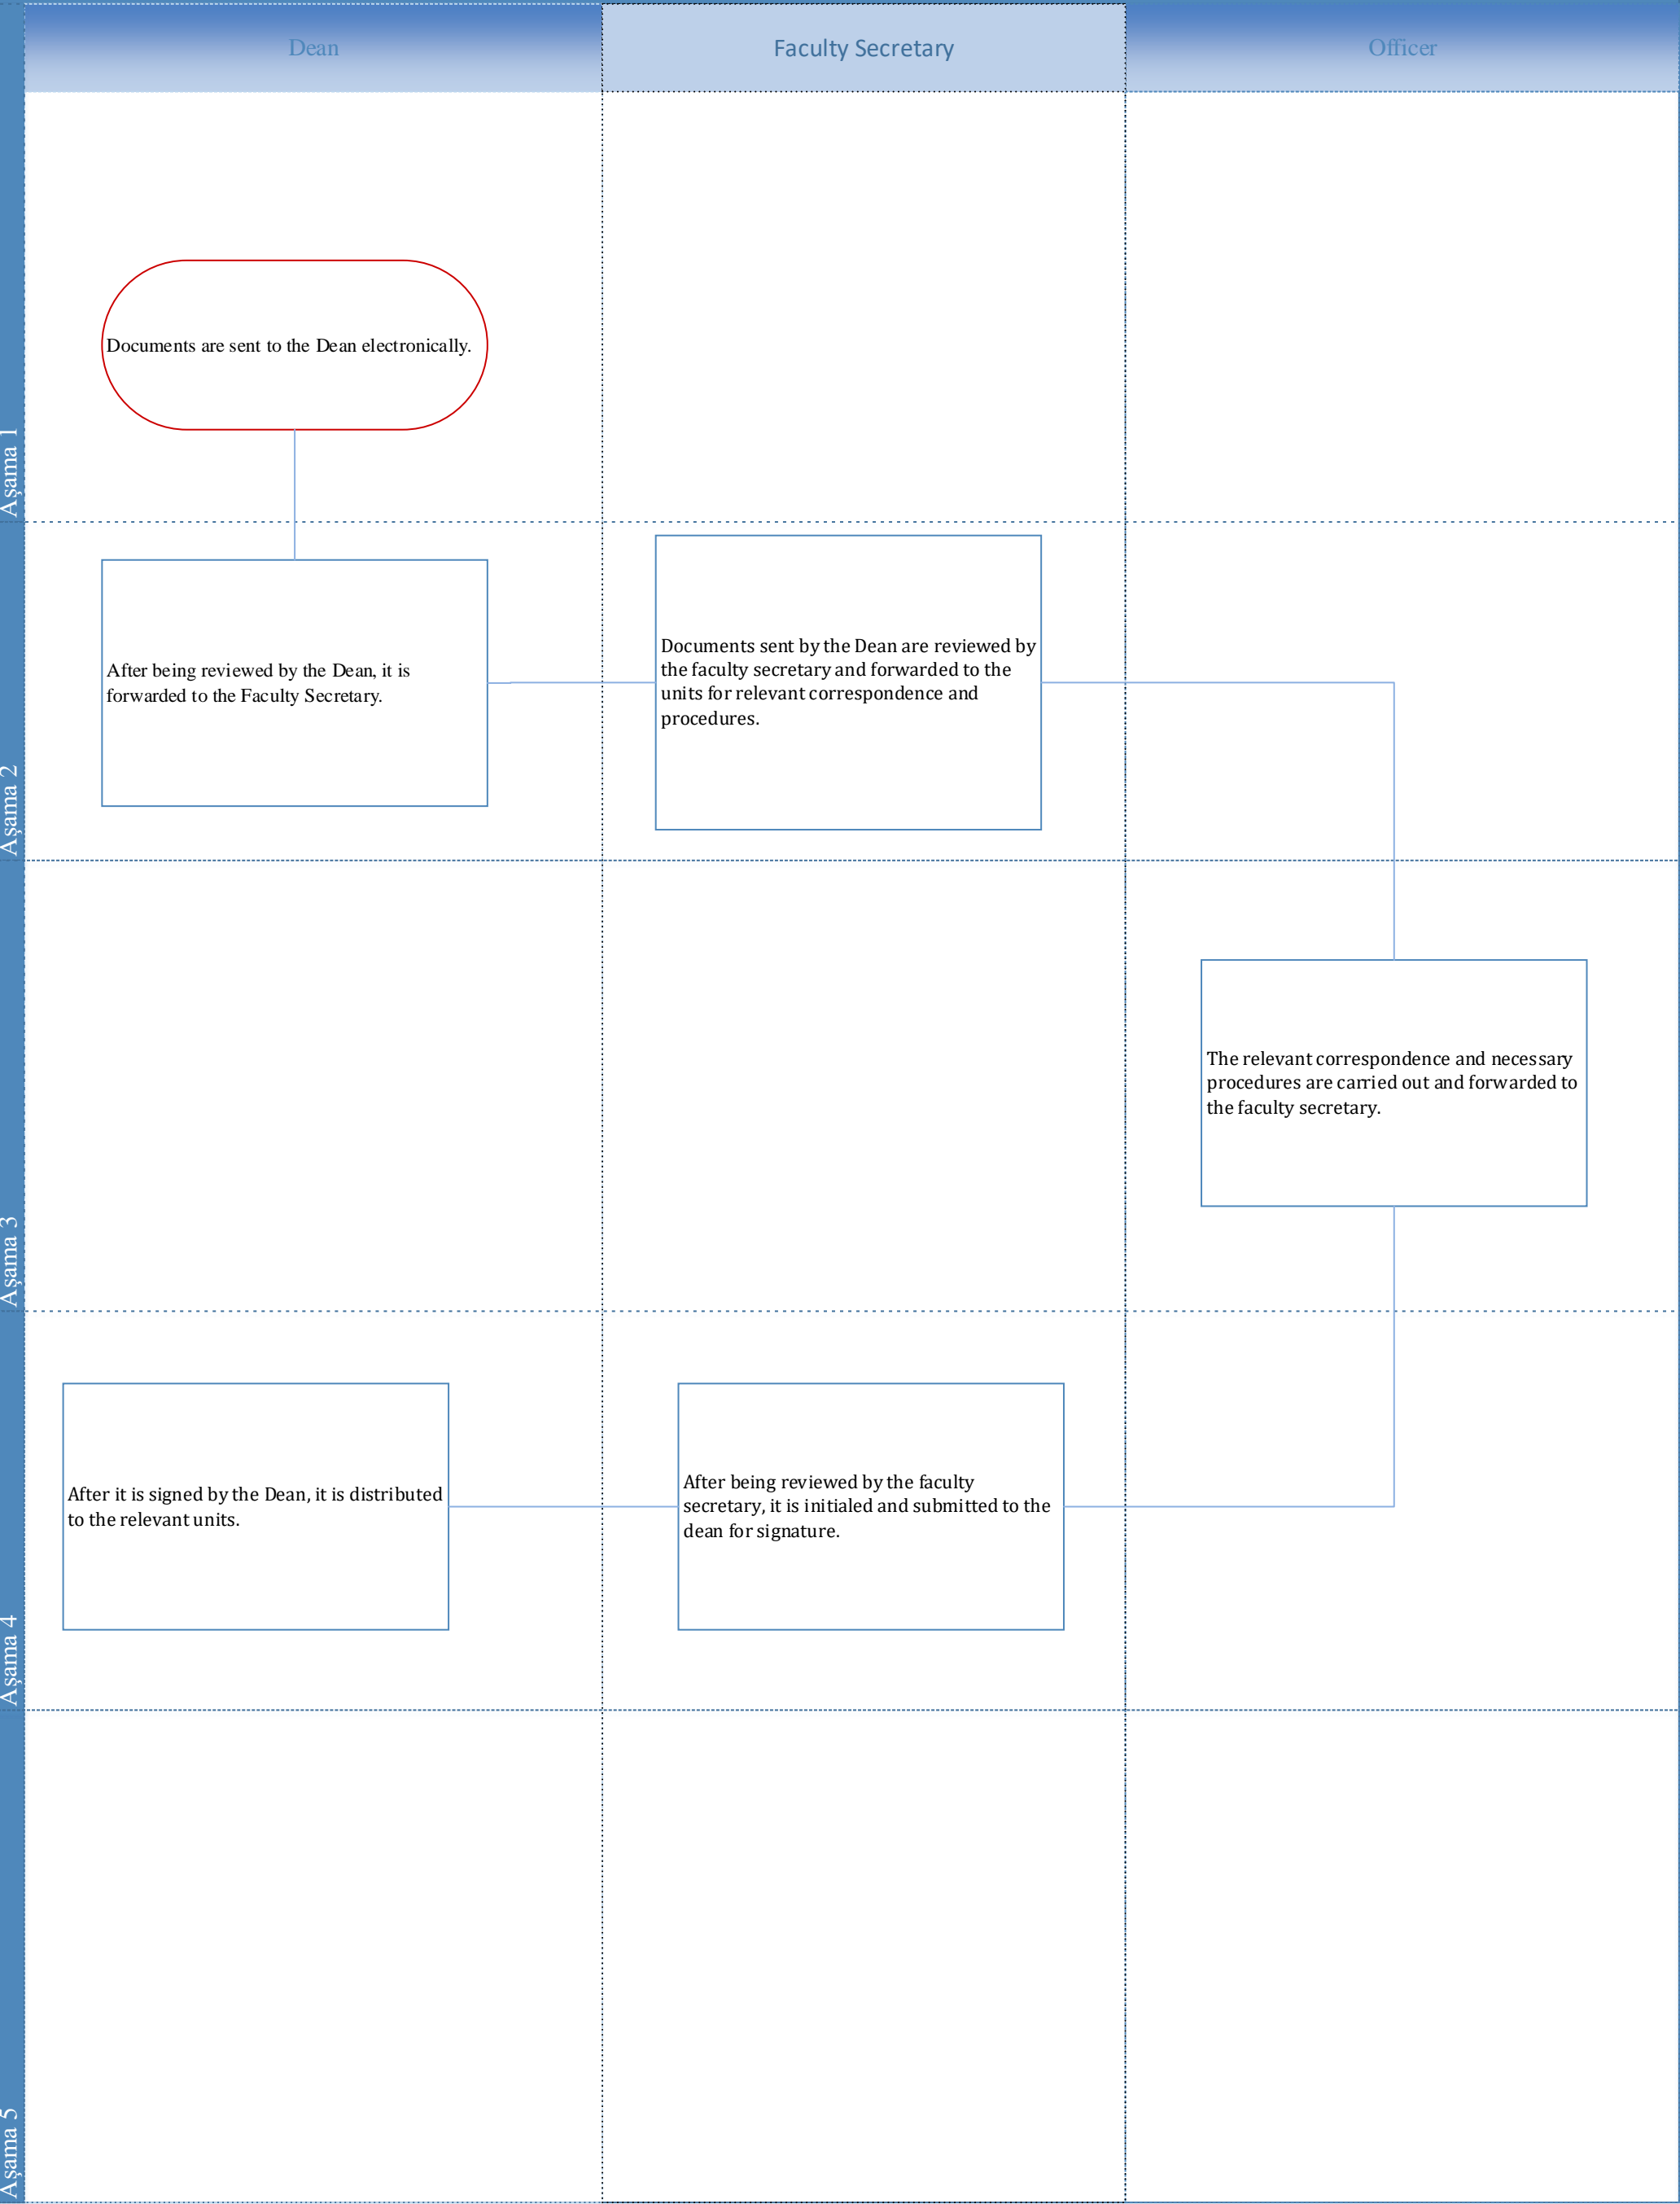 Dean
Faculty Secretary
Officer
Aşama 1
Documents are sent to the Dean electronically.
Aşama 2
After being reviewed by the Dean, it is
forwarded to the Faculty Secretary.
Documents sent by the Dean are reviewed by
the faculty secretary and forwarded to the
units for relevant correspondence and
procedures.
Aşama 3
The relevant correspondence and necessary
procedures are carried out and forwarded to
the faculty secretary.
Aşama 4
After it is signed by the Dean, it is distributed
to the relevant units.
After being reviewed by the faculty
secretary, it is initialed and submitted to the
dean for signature.
Aşama 5